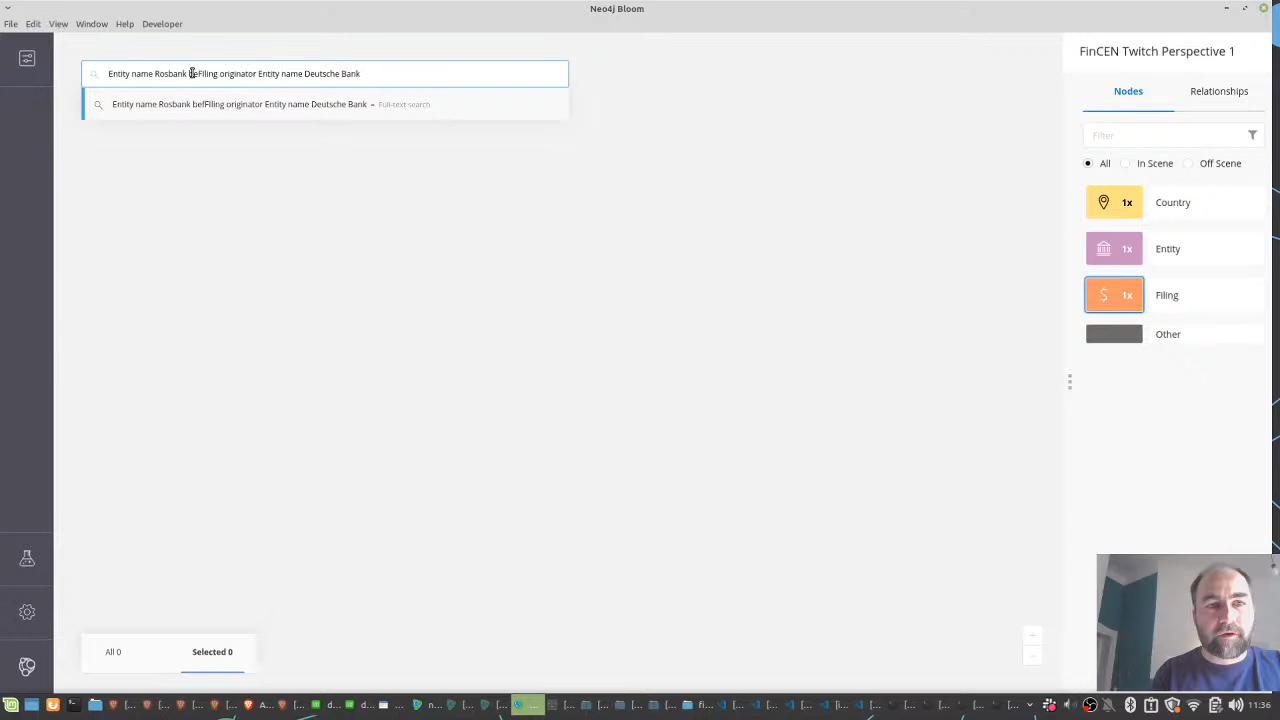 Neo4j Bloom
File Edit View Window Help Developer
Entity name Rosbank beFiling originator Entity name Deutsche Bank
Entity name Rosbank befFiling originator Entity name Deutsche Bank – Full-text search
FinCEN Twitch Perspective 1
Nodes Relationships
Filter
All In Scene Off Scene
1x Country
1x Entity
1x Filing
Other
All 0 Selected 0
11:36